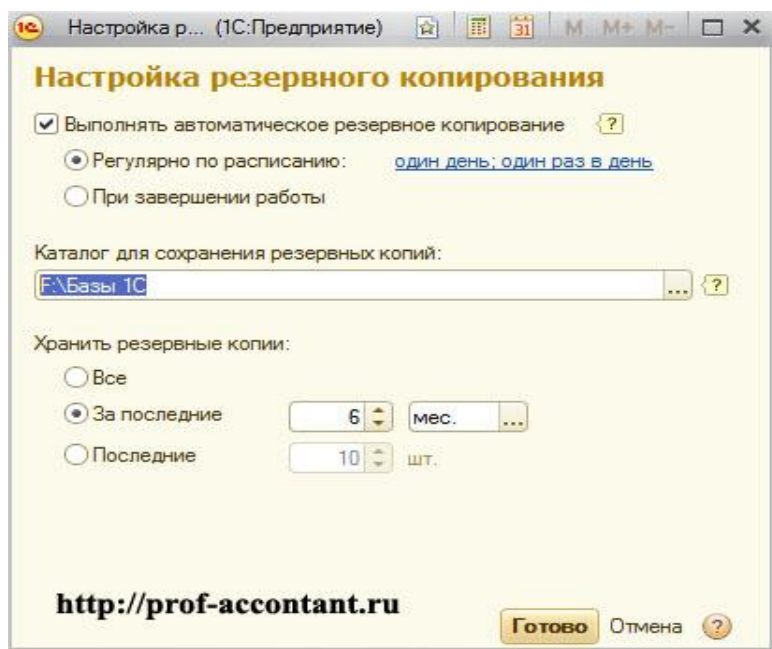 1С Настройка р... (1С:Предприятие) 31 M M+ M-
Настройка резервного копирования
Выполнять автоматическое резервное копирование ?
Регулярно по расписанию: один день; один раз в день
При завершении работы
Каталог для сохранения резервных копий:
F:\Базы 1С ... ?
Хранить резервные копии:
Все
За последние 6 мес. ...
Последние 10 шт.
http://prof-accontant.ru
Готово Отмена ?